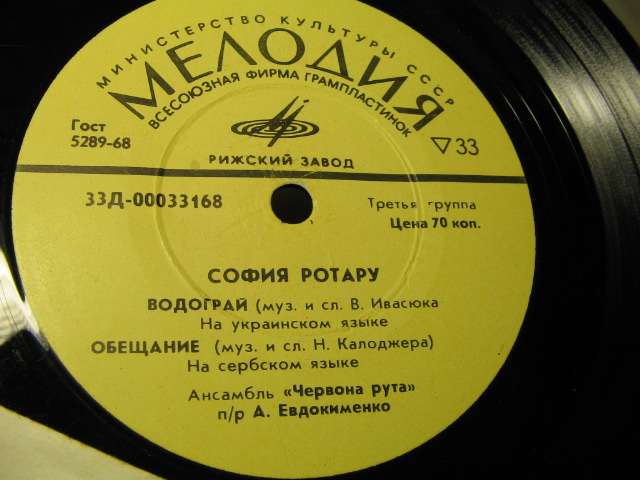 МИНИСТЕРСТВО КУЛЬТУРЫ СССР
МЕЛОДИЯ
ВСЕСОЮЗНАЯ ФИРМА ГРАМПЛАСТИНОК
Гост
5289-68
▽33
РИЖСКИЙ ЗАВОД
33Д-00033168
Третья группа
Цена 70 коп.
СОФИЯ РОТАРУ
ВОДОГРАЙ (муз. и сл. В. Ивасюка
На украинском языке
ОБЕЩАНИЕ (муз. и сл. Н. Калоджера)
На сербском языке
Ансамбль «Червона рута»
п/р А. Евдокименко